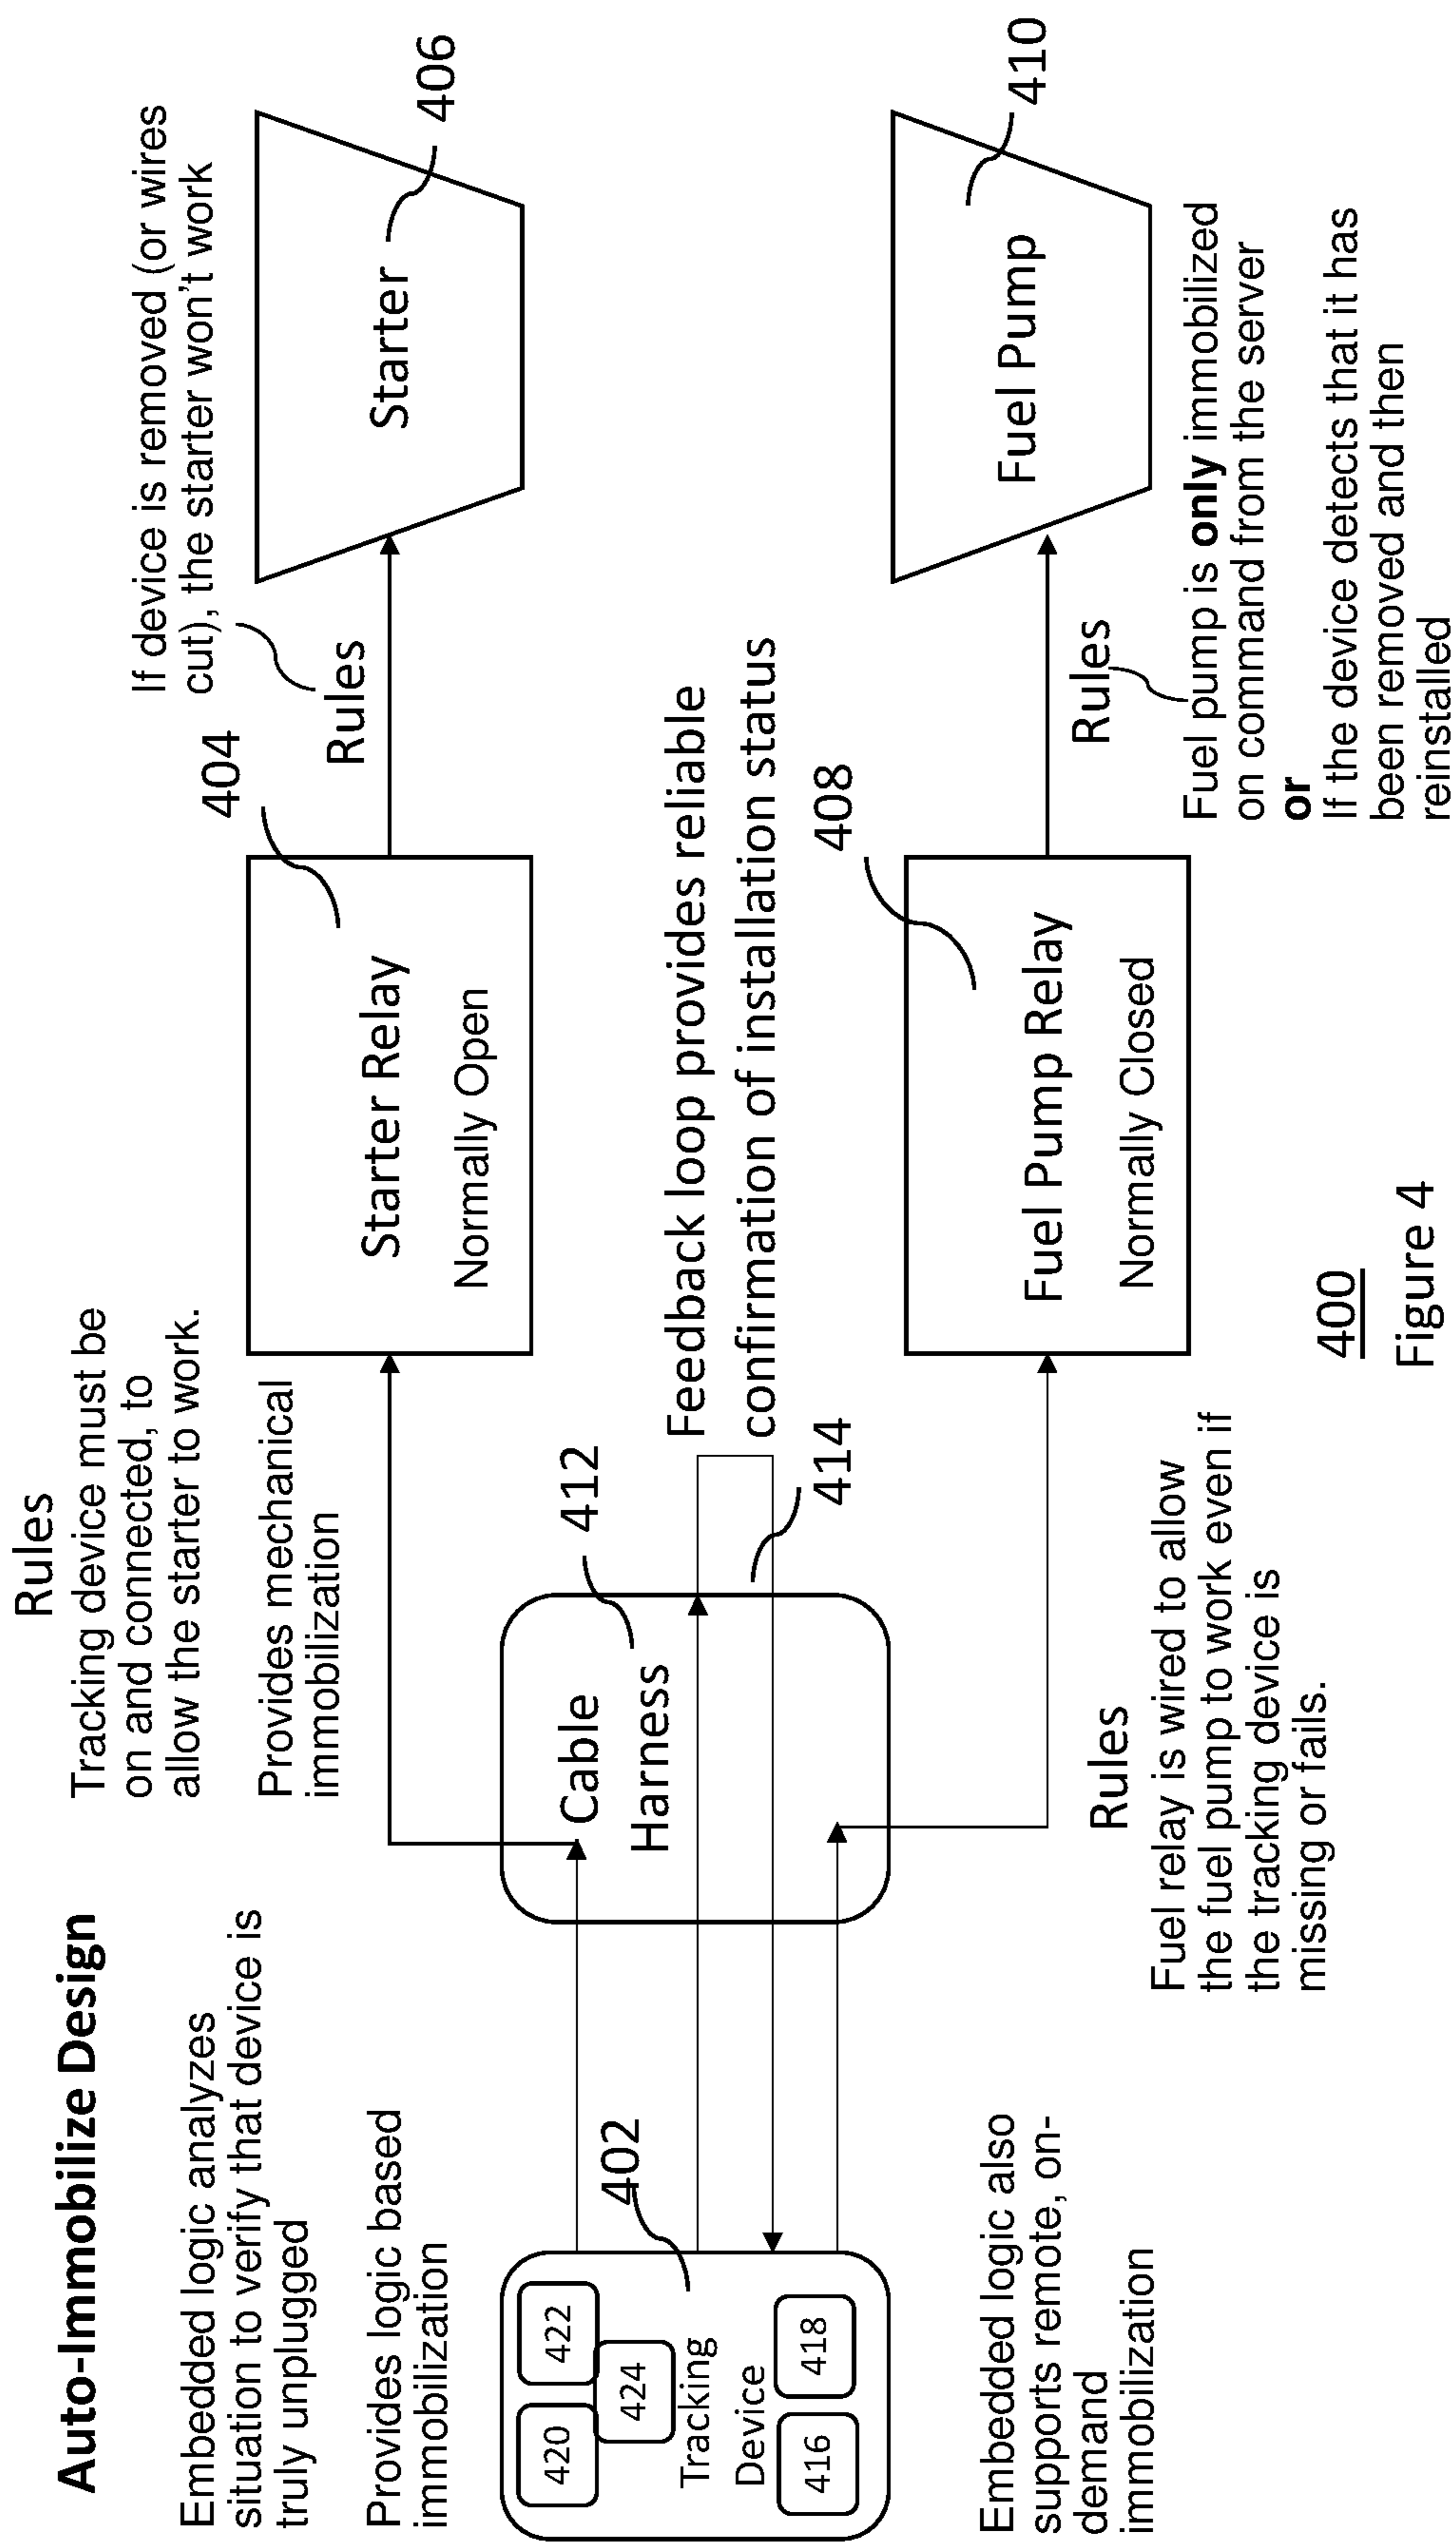 Auto-Immobilize Design
Embedded logic analyzes
situation to verify that device is
truly unplugged
Provides logic based
immobilization
Rules
Tracking device must be
on and connected, to
allow the starter to work.
Provides mechanical
immobilization
If device is removed (or wires
cut), the starter won't work
Rules
404
Starter Relay
Normally Open
406
Starter
402
420
422
424
Tracking
Device
416
418
412
Cable
Harness
414
Feedback loop provides reliable
confirmation of installation status
408
Fuel Pump Relay
Normally Closed
410
Fuel Pump
Embedded logic also
supports remote, on-
demand
immobilization
Rules
Fuel relay is wired to allow
the fuel pump to work even if
the tracking device is
missing or fails.
Rules
Fuel pump is only immobilized
on command from the server
or
If the device detects that it has
been removed and then
reinstalled
400
Figure 4